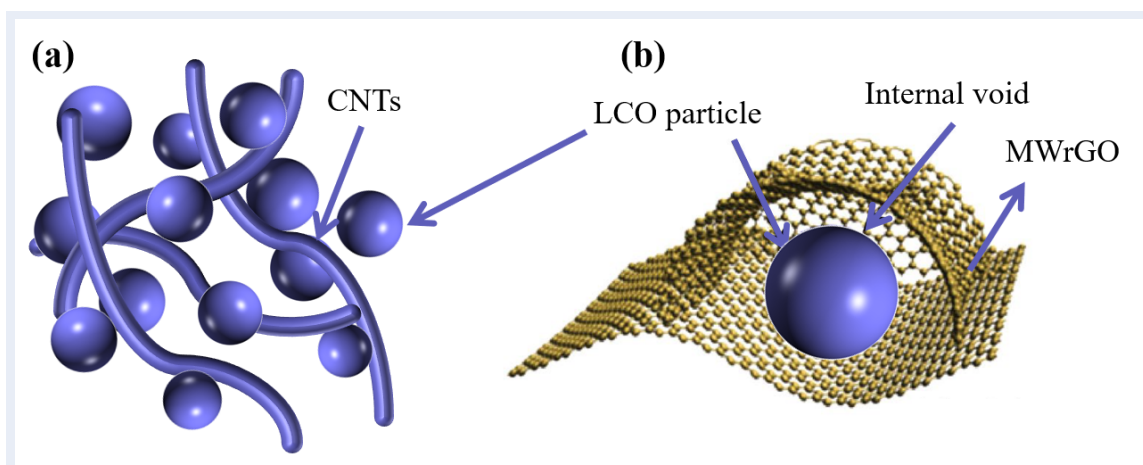 (a)
CNTs
LCO particle
(b)
Internal void
MWrGO